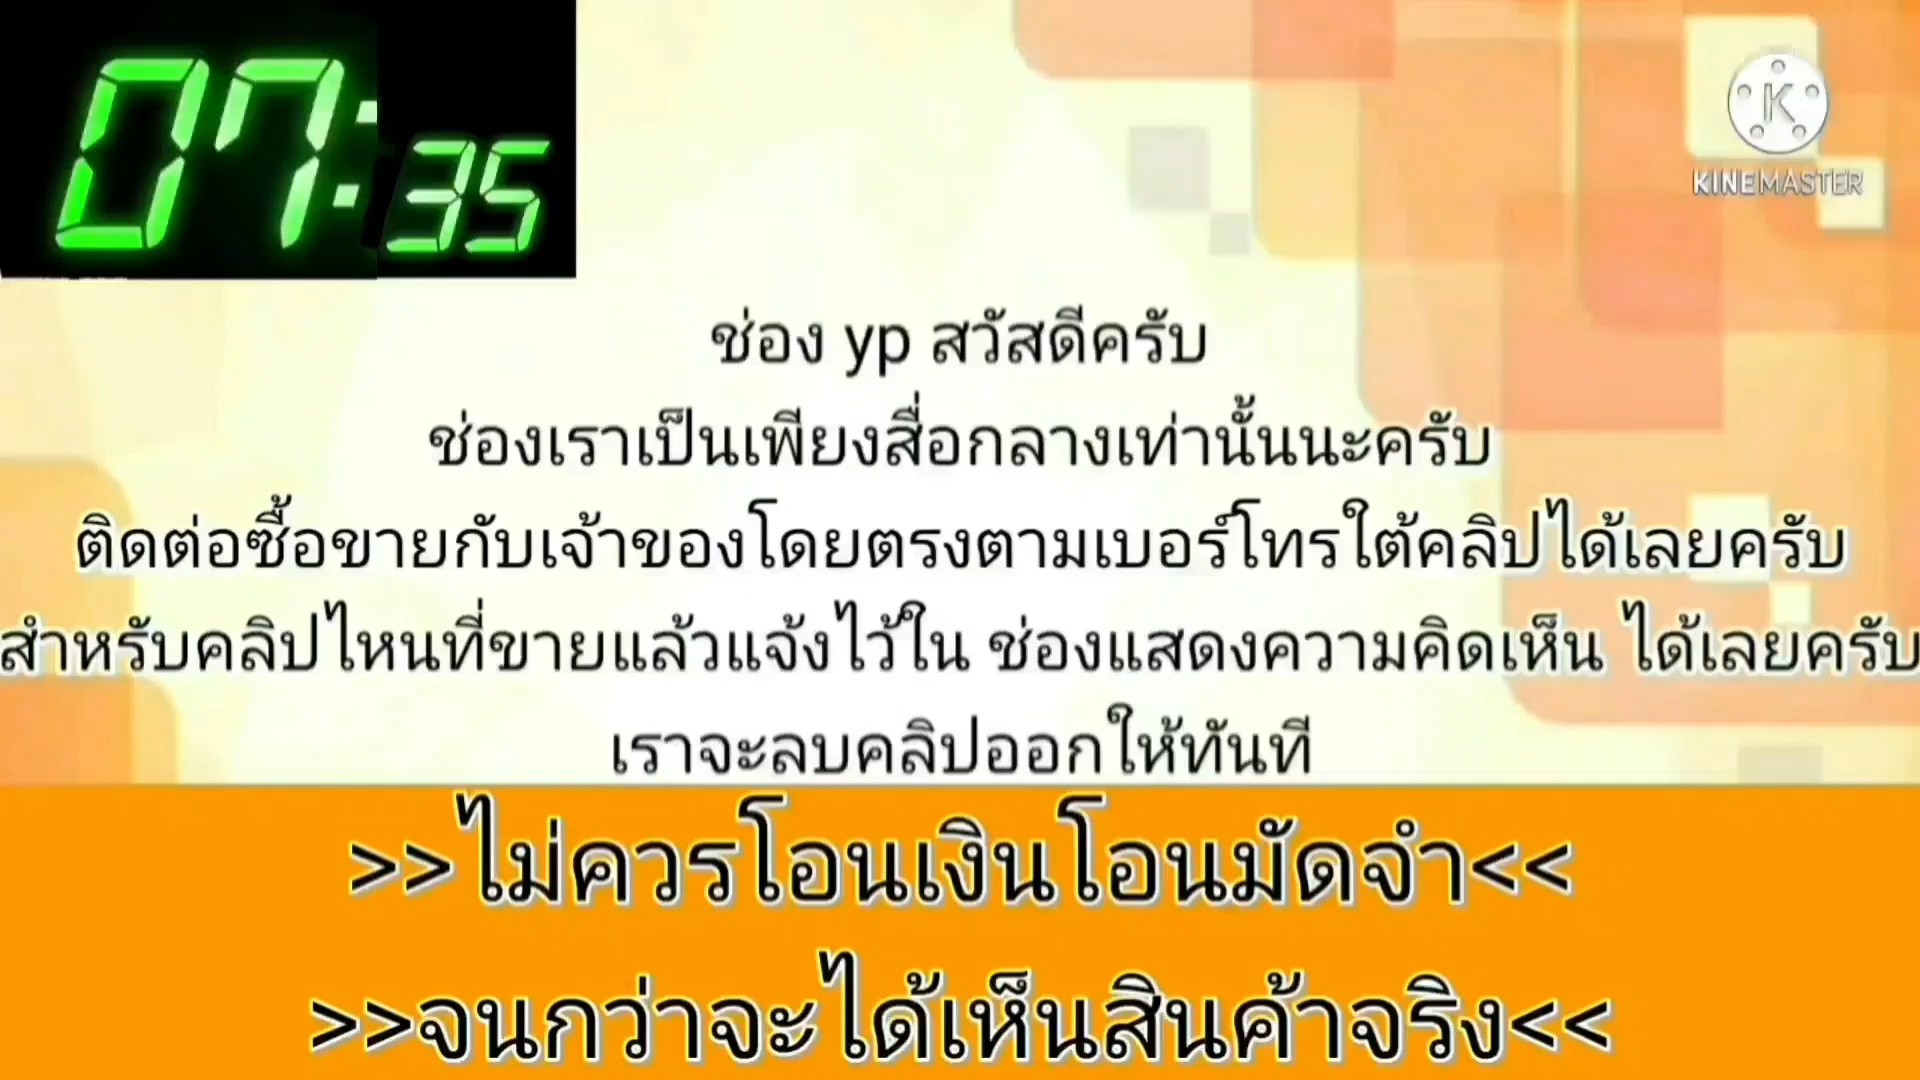 07:35
KINEMASTER
ช่อง yp สวัสดีครับ
ช่องเราเป็นเพียงสื่อกลางเท่านั้นนะครับ
ติดต่อซื้อขายกับเจ้าของโดยตรงตามเบอร์โทรใต้คลิปได้เลยครับ
สำหรับคลิปไหนที่ขายแล้วแจ้งไว้ใน ช่องแสดงความคิดเห็น ได้เลยครับ
เราจะลบคลิปออกให้ทันที
>>ไม่ควรโอนเงินโอนมัดจำ<<
>>จนกว่าจะได้เห็นสินค้าจริง<<